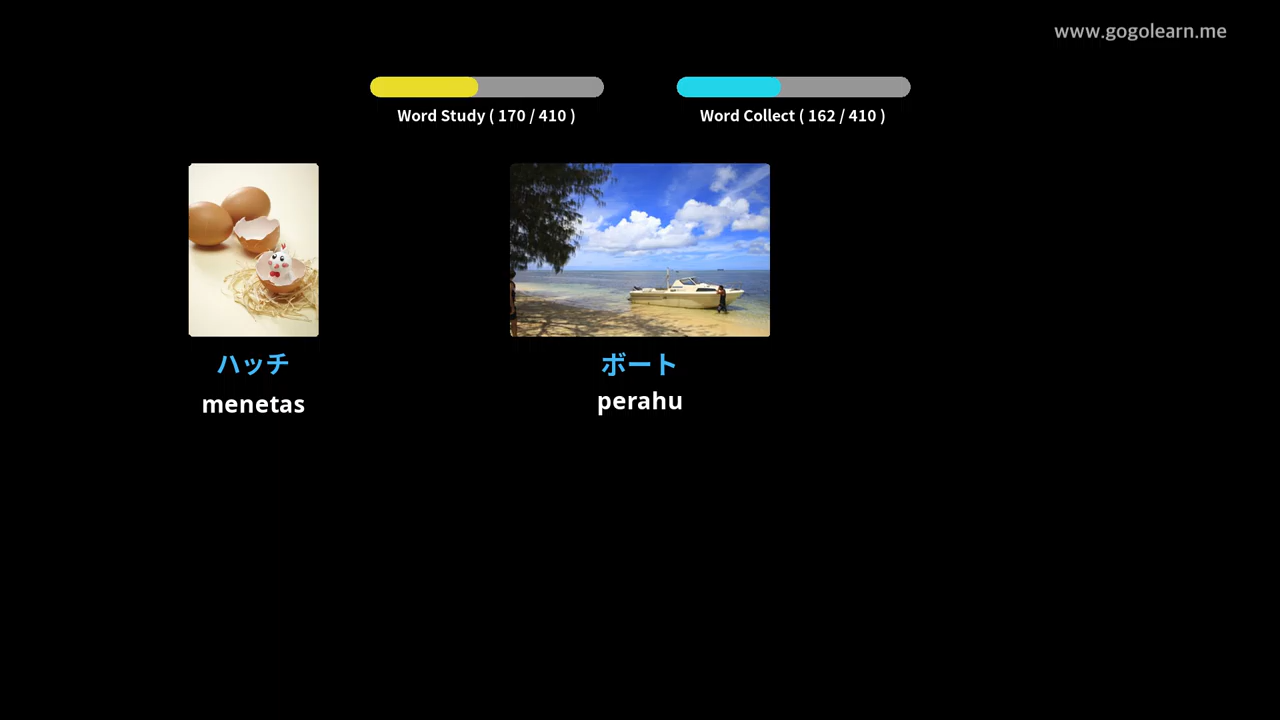 www.gogolearn.me
Word Study ( 170 / 410 )
Word Collect ( 162 / 410 )
ハッチ
menetas
ボート
perahu